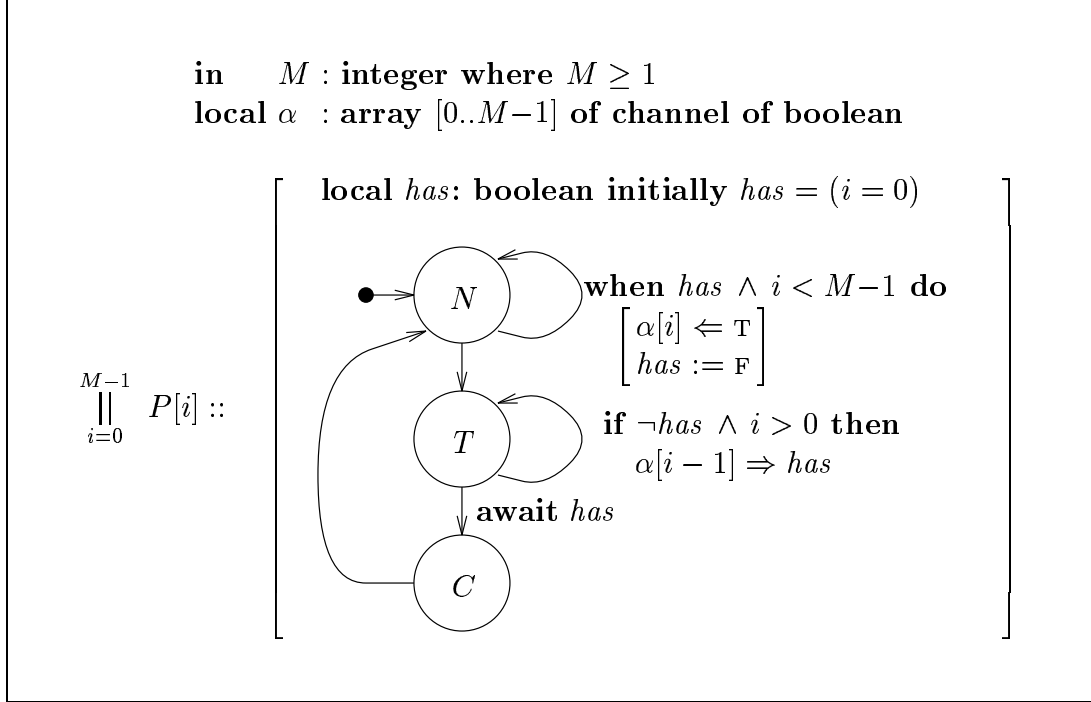 in M : integer where M ≥ 1
local α : array [0..M−1] of channel of boolean
local has: boolean initially has = (i = 0)
N
when has ∧ i < M−1 do
α[i] ⇐ T
has := F
M−1
|| P[i] ::
i=0
T
if ¬has ∧ i > 0 then
α[i − 1] ⇒ has
await has
C